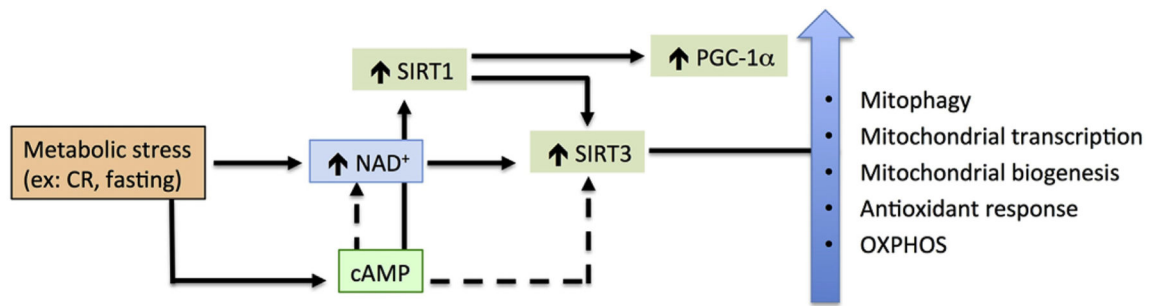 🡹 SIRT1
🡹 PGC-1α
Metabolic stress
(ex: CR, fasting)
🡹 NAD⁺
🡹 SIRT3
cAMP
• Mitophagy
• Mitochondrial transcription
• Mitochondrial biogenesis
• Antioxidant response
• OXPHOS